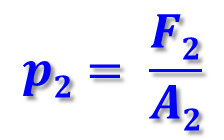 p₂ = F₂ / A₂